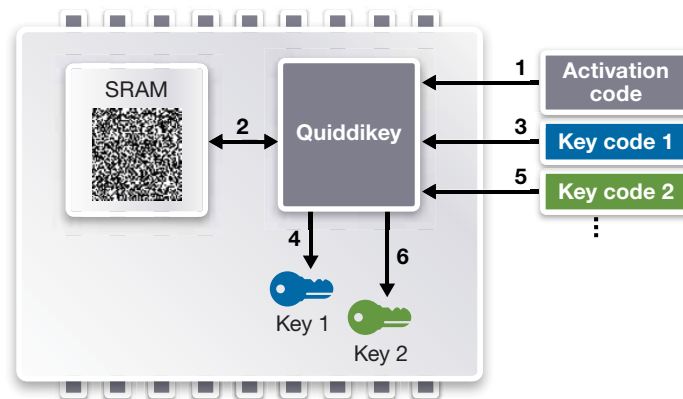 SRAM
Quiddikey
1
Activation
code
2
3
Key code 1
5
Key code 2
4
6
Key 1
Key 2